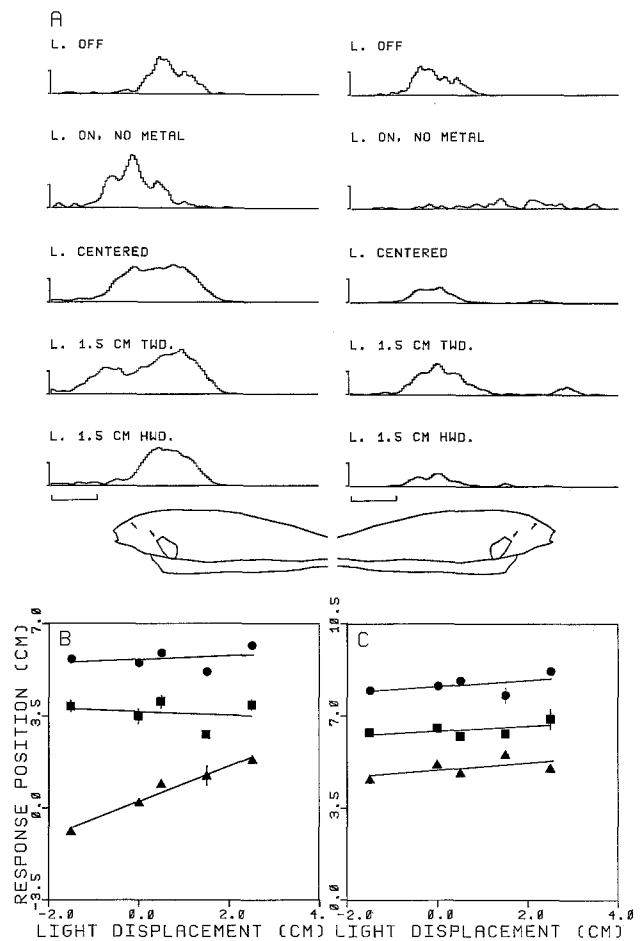 A
L. OFF
L. OFF
L. ON, NO METAL
L. ON, NO METAL
L. CENTERED
L. CENTERED
L. 1.5 CM TWD.
L. 1.5 CM TWD.
L. 1.5 CM HWD.
L. 1.5 CM HWD.
B
RESPONSE POSITION (CM)
7.0
3.5
0.0
-3.5
-2.0 0.0 2.0 4.0
LIGHT DISPLACEMENT (CM)
C
10.5
7.0
3.5
0.0
-2.0 0.0 2.0 4.
LIGHT DISPLACEMENT (CM)